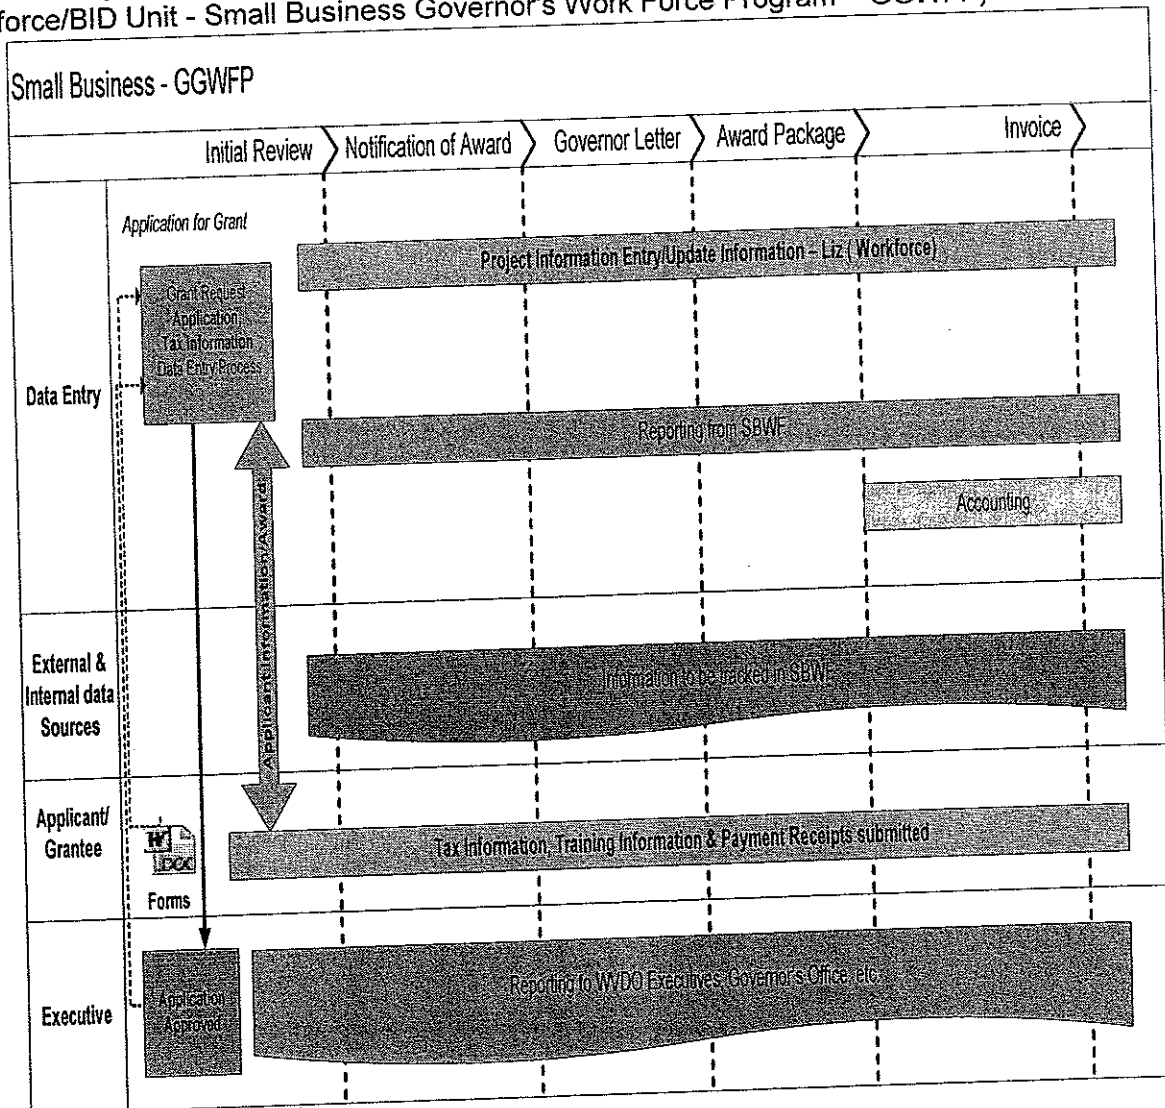 force/BID Unit - Small Business Governor's Work Force Program - GGWFP)
Small Business - GGWFP
Initial Review
Notification of Award
Governor Letter
Award Package
Invoice
Application for Grant
Project Information Entry/Update Information – Liz ( Workforce)
Grant Request
Application,
Tax Information
Data Entry Process
Data Entry
Reporting from SBWF
Accounting
Applicant Information/Award
External &
Internal data
Sources
Information to be tracked in SBWF
Applicant/
Grantee
W
.DOC
Forms
Tax Information, Training Information & Payment Receipts submitted
Executive
Application
Approved
Reporting to WVDO Executives, Governor's Office, etc